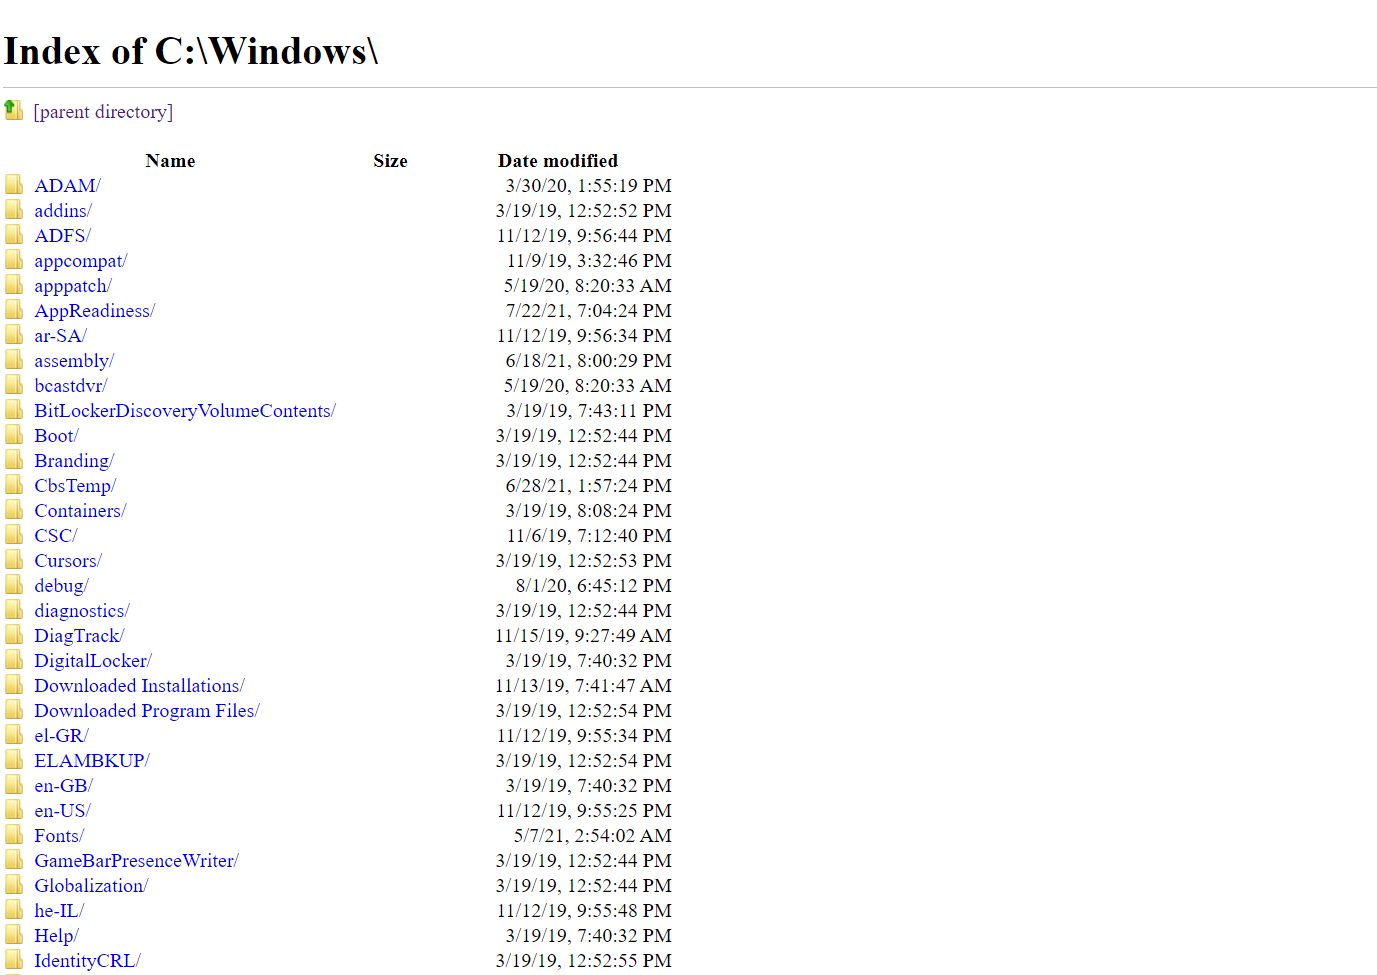 Index of C:\Windows\
[parent directory]
Name Size Date modified
ADAM/ 3/30/20, 1:55:19 PM
addins/ 3/19/19, 12:52:52 PM
ADFS/ 11/12/19, 9:56:44 PM
appcompat/ 11/9/19, 3:32:46 PM
apppatch/ 5/19/20, 8:20:33 AM
AppReadiness/ 7/22/21, 7:04:24 PM
ar-SA/ 11/12/19, 9:56:34 PM
assembly/ 6/18/21, 8:00:29 PM
bcastdvr/ 5/19/20, 8:20:33 AM
BitLockerDiscoveryVolumeContents/ 3/19/19, 7:43:11 PM
Boot/ 3/19/19, 12:52:44 PM
Branding/ 3/19/19, 12:52:44 PM
CbsTemp/ 6/28/21, 1:57:24 PM
Containers/ 3/19/19, 8:08:24 PM
CSC/ 11/6/19, 7:12:40 PM
Cursors/ 3/19/19, 12:52:53 PM
debug/ 8/1/20, 6:45:12 PM
diagnostics/ 3/19/19, 12:52:44 PM
DiagTrack/ 11/15/19, 9:27:49 AM
DigitalLocker/ 3/19/19, 7:40:32 PM
Downloaded Installations/ 11/13/19, 7:41:47 AM
Downloaded Program Files/ 3/19/19, 12:52:54 PM
el-GR/ 11/12/19, 9:55:34 PM
ELAMBKUP/ 3/19/19, 12:52:54 PM
en-GB/ 3/19/19, 7:40:32 PM
en-US/ 11/12/19, 9:55:25 PM
Fonts/ 5/7/21, 2:54:02 AM
GameBarPresenceWriter/ 3/19/19, 12:52:44 PM
Globalization/ 3/19/19, 12:52:44 PM
he-IL/ 11/12/19, 9:55:48 PM
Help/ 3/19/19, 7:40:32 PM
IdentityCRL/ 3/19/19, 12:52:55 PM